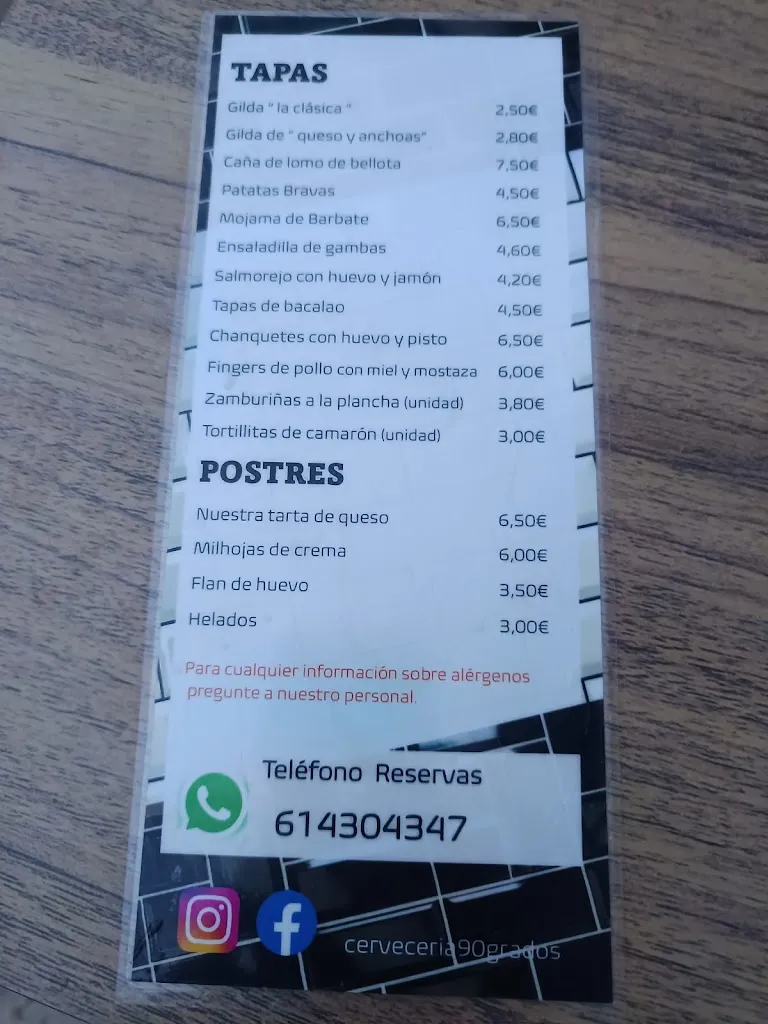 TAPAS
Gilda " la clásica " 2,50€
Gilda de " queso y anchoas" 2,80€
Caña de lomo de bellota 7,50€
Patatas Bravas 4,50€
Mojama de Barbate 6,50€
Ensaladilla de gambas 4,60€
Salmorejo con huevo y jamón 4,20€
Tapas de bacalao 4,50€
Chanquetes con huevo y pisto 6,50€
Fingers de pollo con miel y mostaza 6,00€
Zamburiñas a la plancha (unidad) 3,80€
Tortillitas de camarón (unidad) 3,00€
POSTRES
Nuestra tarta de queso 6,50€
Milhojas de crema 6,00€
Flan de huevo 3,50€
Helados 3,00€
Para cualquier información sobre alérgenos
pregunte a nuestro personal.
Teléfono Reservas
614304347
cerveceria90grados